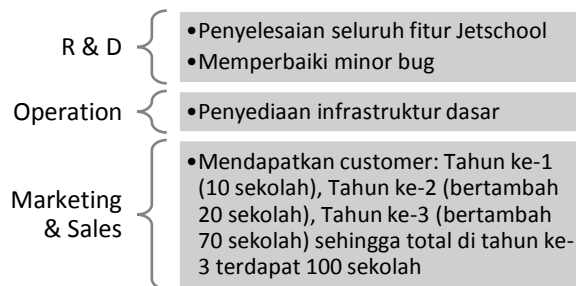 R & D
•Penyelesaian seluruh fitur Jetschool
•Memperbaiki minor bug
Operation
•Penyediaan infrastruktur dasar
Marketing
& Sales
•Mendapatkan customer: Tahun ke-1
(10 sekolah), Tahun ke-2 (bertambah
20 sekolah), Tahun ke-3 (bertambah
70 sekolah) sehingga total di tahun ke-
3 terdapat 100 sekolah